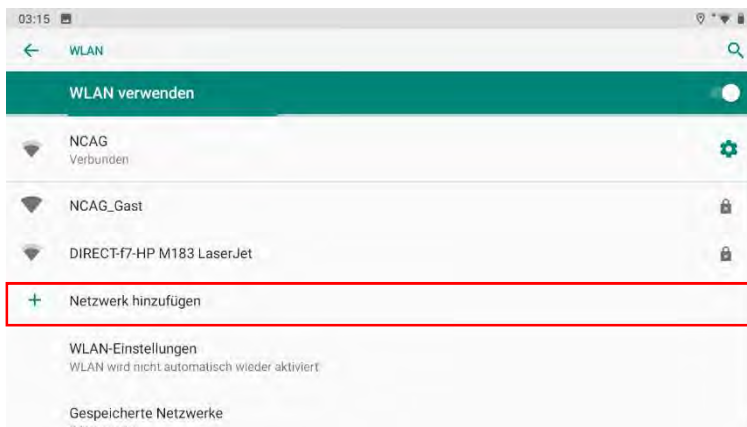 03:15
WLAN
WLAN verwenden
NCAG
Verbunden
NCAG_Gast
DIRECT-f7-HP M183 LaserJet
Netzwerk hinzufügen
WLAN-Einstellungen
WLAN wird nicht automatisch wieder aktiviert
Gespeicherte Netzwerke